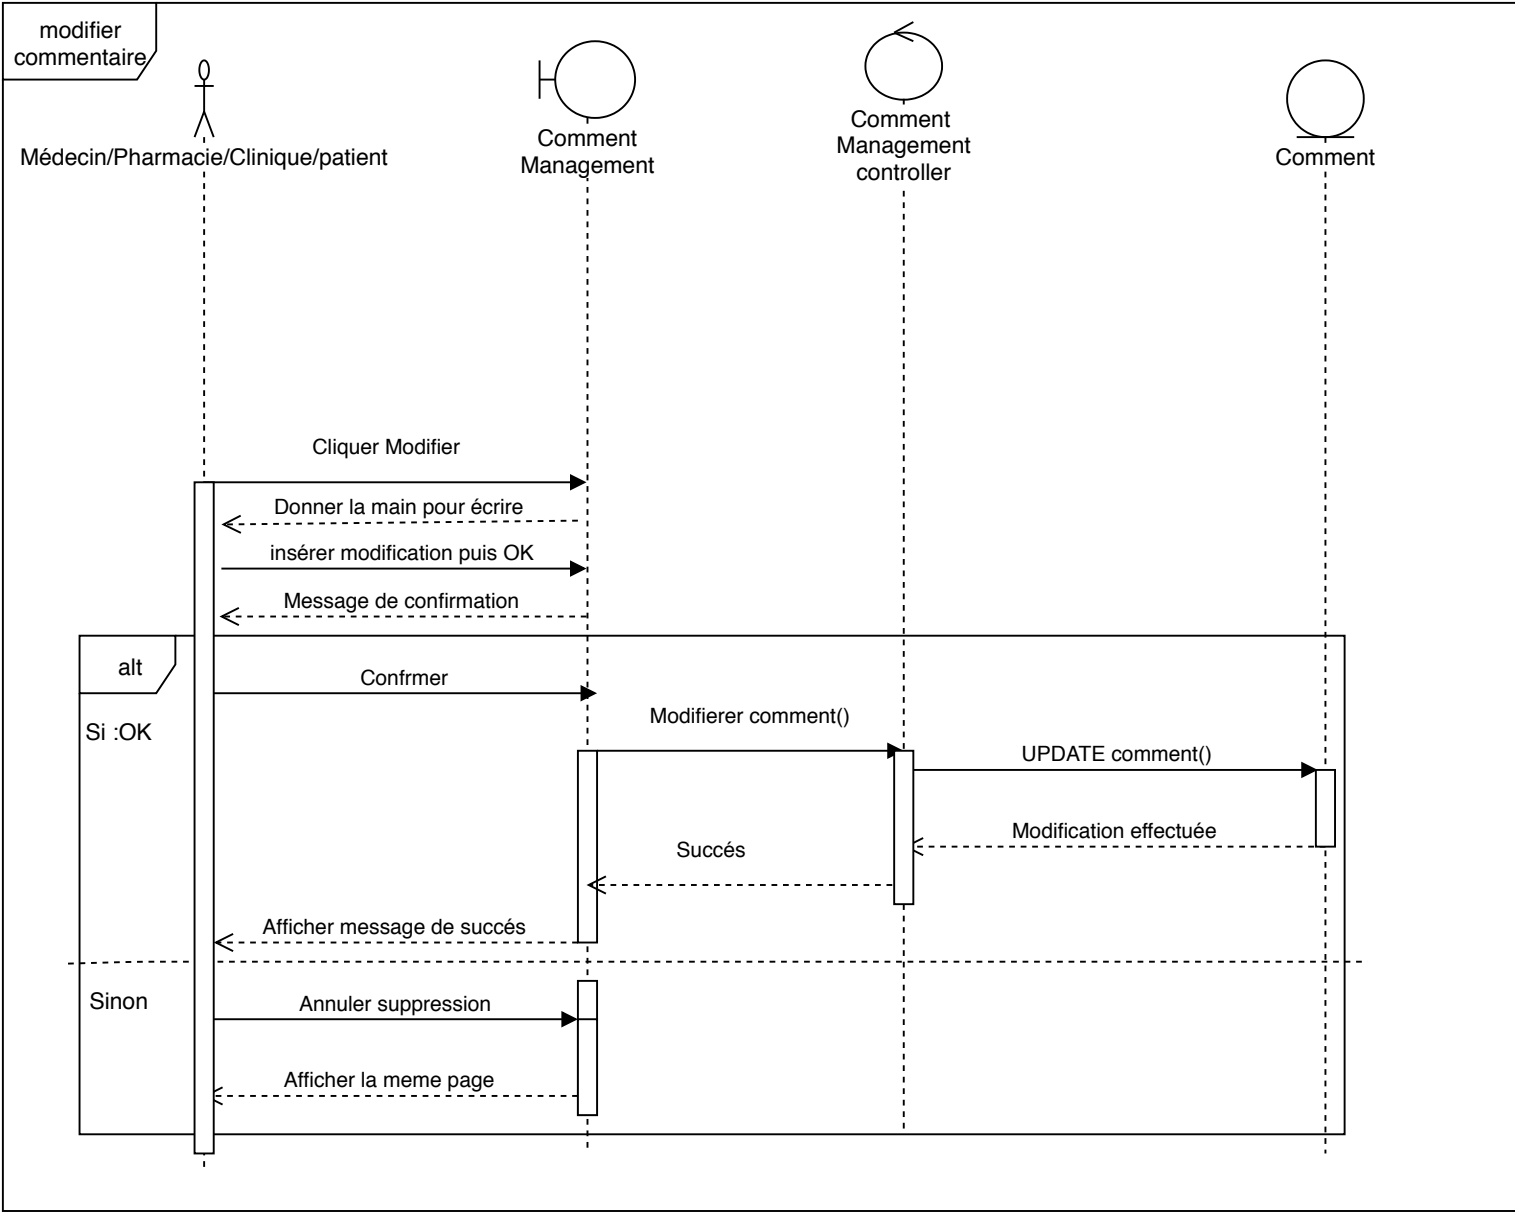 modifier
commentaire
Médecin/Pharmacie/Clinique/patient
Comment
Management
Comment
Management
controller
Comment
Cliquer Modifier
Donner la main pour écrire
insérer modification puis OK
Message de confirmation
alt
Confrmer
Si :OK
Modifierer comment()
UPDATE comment()
Modification effectuée
Succés
Afficher message de succés
Sinon
Annuler suppression
Afficher la meme page